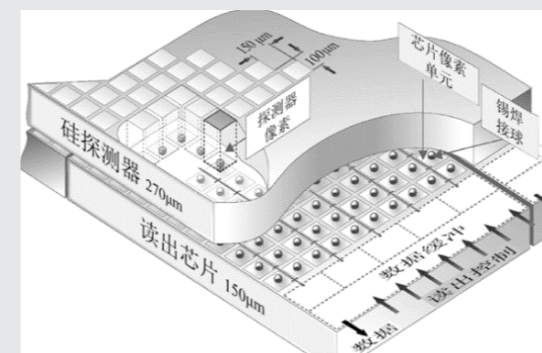 150μm
100μm
芯片像素
单元
探测器
像素
锡焊
接球
硅探测器 270μm
读出芯片 150μm
数据缓冲
读出控制
数据